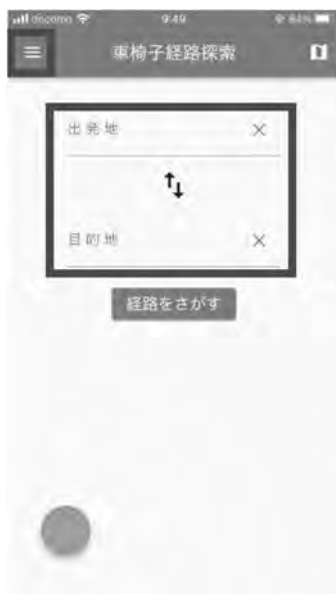 docomo 9:49 84%
車椅子経路探索
出発地
目的地
経路をさがす